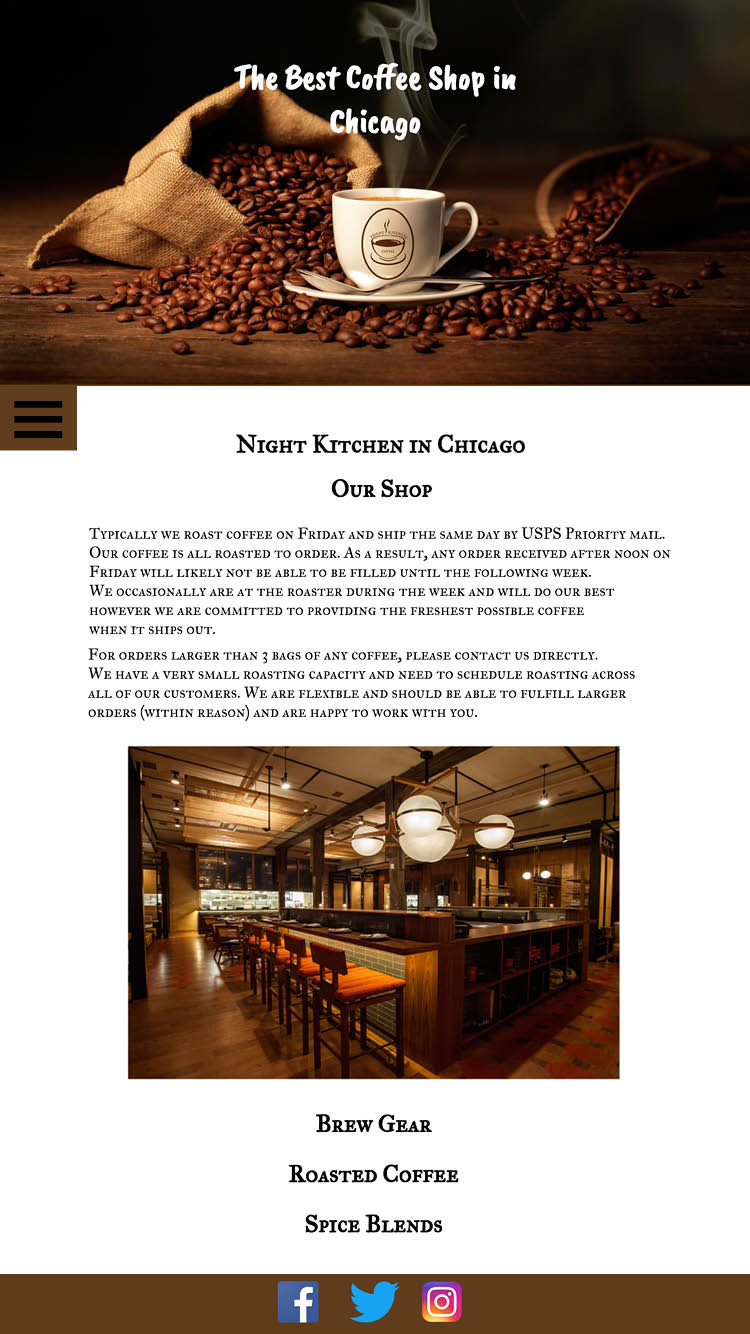 The Best Coffee Shop in
Chicago
Night Kitchen in Chicago
Our Shop
Typically we roast coffee on Friday and ship the same day by USPS Priority mail.
Our coffee is all roasted to order. As a result, any order received after noon on
Friday will likely not be able to be filled until the following week.
We occasionally are at the roaster during the week and will do our best
however we are committed to providing the freshest possible coffee
when it ships out.
For orders larger than 3 bags of any coffee, please contact us directly.
We have a very small roasting capacity and need to schedule roasting across
all of our customers. We are flexible and should be able to fulfill larger
orders (within reason) and are happy to work with you.
Brew Gear
Roasted Coffee
Spice Blends